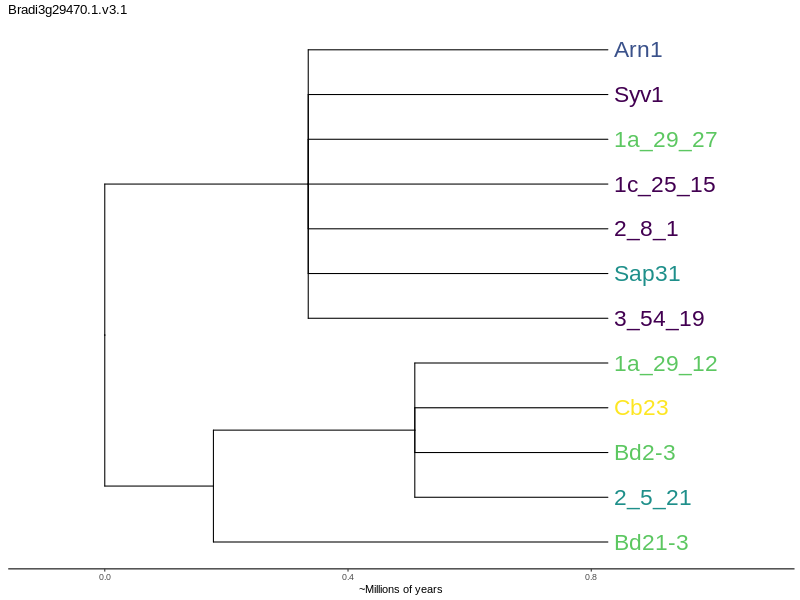 Bradi3g29470.1.v3.1
Arn1
Syv1
1a_29_27
1c_25_15
2_8_1
Sap31
3_54_19
1a_29_12
Cb23
Bd2-3
2_5_21
Bd21-3
0.0 0.4 0.8
~Millions of years